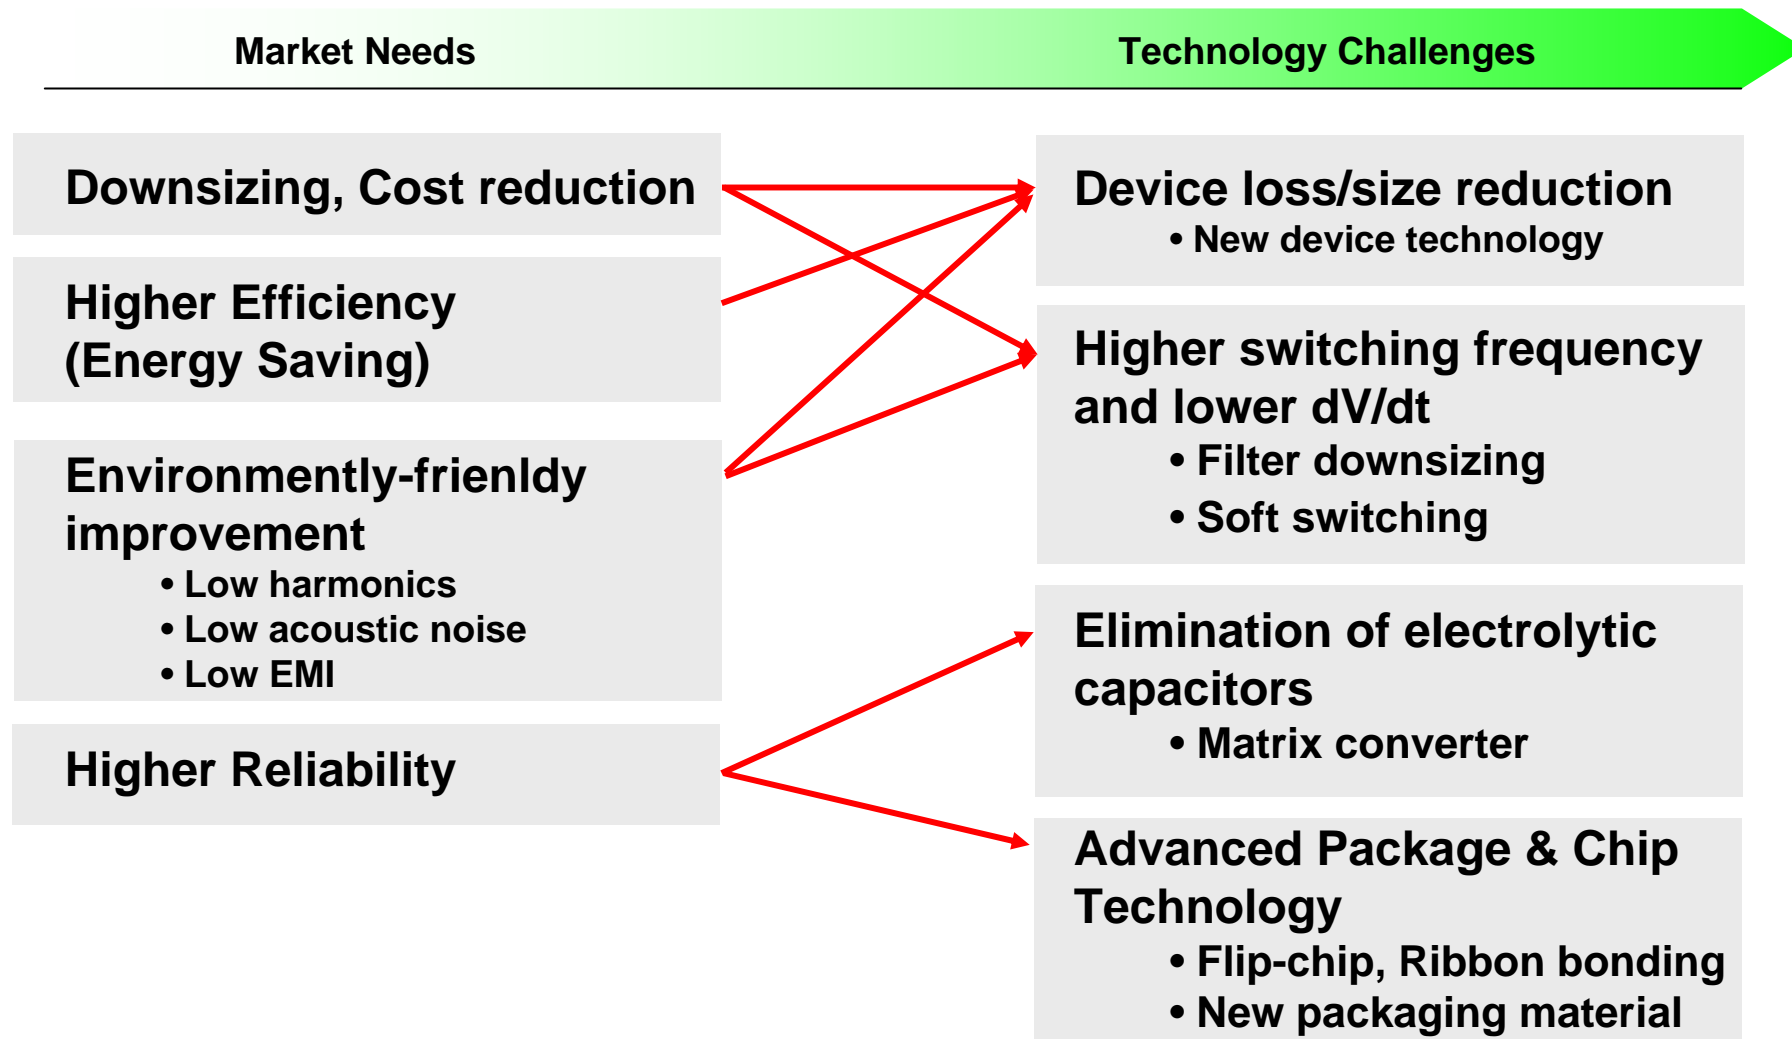 Market Needs
Technology Challenges
Downsizing, Cost reduction
Higher Efficiency
(Energy Saving)
Environmently-frienldy
improvement
• Low harmonics
• Low acoustic noise
• Low EMI
Higher Reliability
Device loss/size reduction
• New device technology
Higher switching frequency
and lower dV/dt
• Filter downsizing
• Soft switching
Elimination of electrolytic
capacitors
• Matrix converter
Advanced Package & Chip
Technology
• Flip-chip, Ribbon bonding
• New packaging material